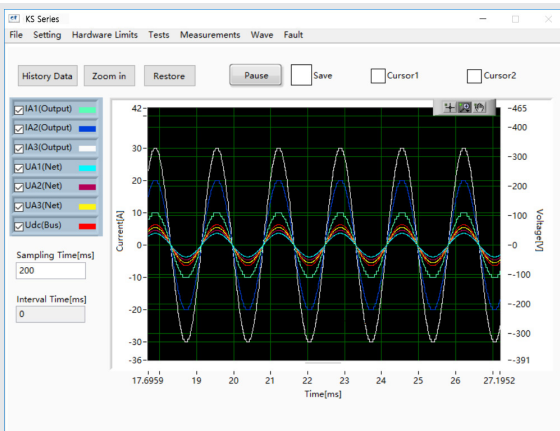 KS Series
File Setting Hardware Limits Tests Measurements Wave Fault
History Data Zoom in Restore Pause Save Cursor1 Cursor2
IA1(Output)
IA2(Output)
IA3(Output)
UA1(Net)
UA2(Net)
UA3(Net)
Udc(Bus)
Sampling Time[ms]
200
Interval Time[ms]
0
Current[A]
42-
30-
20-
10-
0-
-10-
-20-
-30-
-36-
-465
-400
-300
-200
-100
-0
-100
-200
-300
-391
Voltage[V]
17.6959 19 20 21 22 23 24 25 26 27.1952
Time[ms]